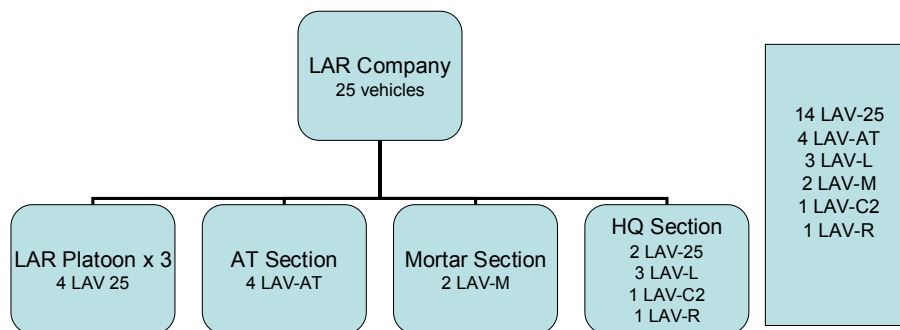 LAR Company
25 vehicles
LAR Platoon x 3
4 LAV 25
AT Section
4 LAV-AT
Mortar Section
2 LAV-M
HQ Section
2 LAV-25
3 LAV-L
1 LAV-C2
1 LAV-R
14 LAV-25
4 LAV-AT
3 LAV-L
2 LAV-M
1 LAV-C2
1 LAV-R